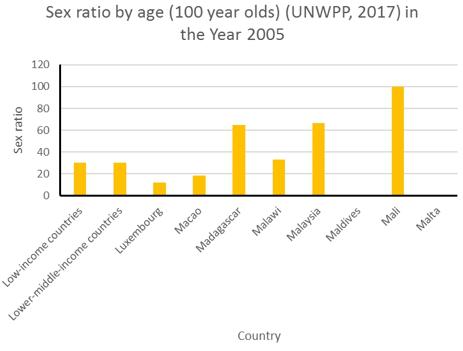 Sex ratio by age (100 year olds) (UNWPP, 2017) in
the Year 2005
120
100
80
60
40
20
0
Sex ratio
Low-income countries
Lower-middle-income countries
Luxembourg
Macao
Madagascar
Malawi
Malaysia
Maldives
Mali
Malta
Country